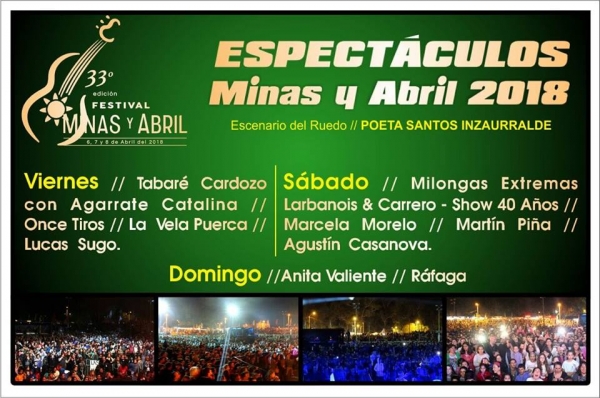 33º
edición
FESTIVAL
MINAS Y ABRIL
6, 7 y 8 de Abril del 2018
ESPECTÁCULOS
Minas y Abril 2018
Escenario del Ruedo // POETA SANTOS INZAURRALDE
Viernes // Tabaré Cardozo
con Agarrate Catalina //
Once Tiros // La Vela Puerca //
Lucas Sugo.
Sábado // Milongas Extremas
Larbanois & Carrero - Show 40 Años //
Marcela Morelo // Martín Piña //
Agustín Casanova.
Domingo //Anita Valiente // Ráfaga